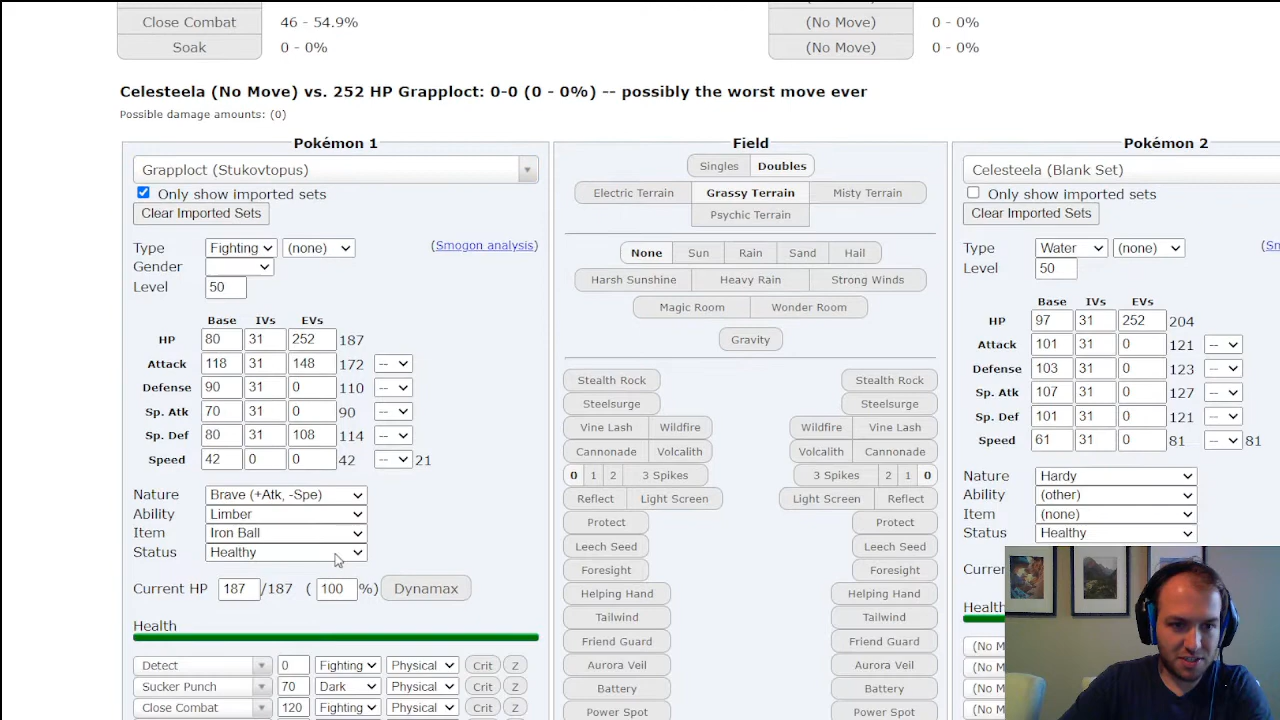 Close Combat 46 - 54.9% (No Move) 0 - 0%
Soak 0 - 0% (No Move) 0 - 0%
Celesteela (No Move) vs. 252 HP Grapploct: 0-0 (0 - 0%) -- possibly the worst move ever
Possible damage amounts: (0)
Pokémon 1
Grapploct (Stukovtopus)
Only show imported sets
Clear Imported Sets
Type Fighting (none) (Smogon analysis)
Gender
Level 50
Base IVs EVs
HP 80 31 252 187
Attack 118 31 148 172 --
Defense 90 31 0 110 --
Sp. Atk 70 31 0 90 --
Sp. Def 80 31 108 114 --
Speed 42 0 0 42 -- 21
Nature Brave (+Atk, -Spe)
Ability Limber
Item Iron Ball
Status Healthy
Current HP 187 /187 ( 100 %) Dynamax
Health
Detect 0 Fighting Physical Crit Z
Sucker Punch 70 Dark Physical Crit Z
Close Combat 120 Fighting Physical Crit Z
Field
Singles Doubles
Electric Terrain Grassy Terrain Misty Terrain
Psychic Terrain
None Sun Rain Sand Hail
Harsh Sunshine Heavy Rain Strong Winds
Magic Room Wonder Room
Gravity
Stealth Rock Stealth Rock
Steelsurge Steelsurge
Vine Lash Wildfire Wildfire Vine Lash
Cannonade Volcalith Volcalith Cannonade
0 1 2 3 Spikes 3 Spikes 2 1 0
Reflect Light Screen Light Screen Reflect
Protect Protect
Leech Seed Leech Seed
Foresight Foresight
Helping Hand Helping Hand
Tailwind Tailwind
Friend Guard Friend Guard
Aurora Veil Aurora Veil
Battery Battery
Power Spot Power Spot
Pokémon 2
Celesteela (Blank Set)
Only show imported sets
Clear Imported Sets
Type Water (none) (Sn
Level 50
Base IVs EVs
HP 97 31 252 204
Attack 101 31 0 121 --
Defense 103 31 0 123 --
Sp. Atk 107 31 0 127 --
Sp. Def 101 31 0 121 --
Speed 61 31 0 81 -- 81
Nature Hardy
Ability (other)
Item (none)
Status Healthy
Curren
Health
(No M
(No M
(No M
(No M